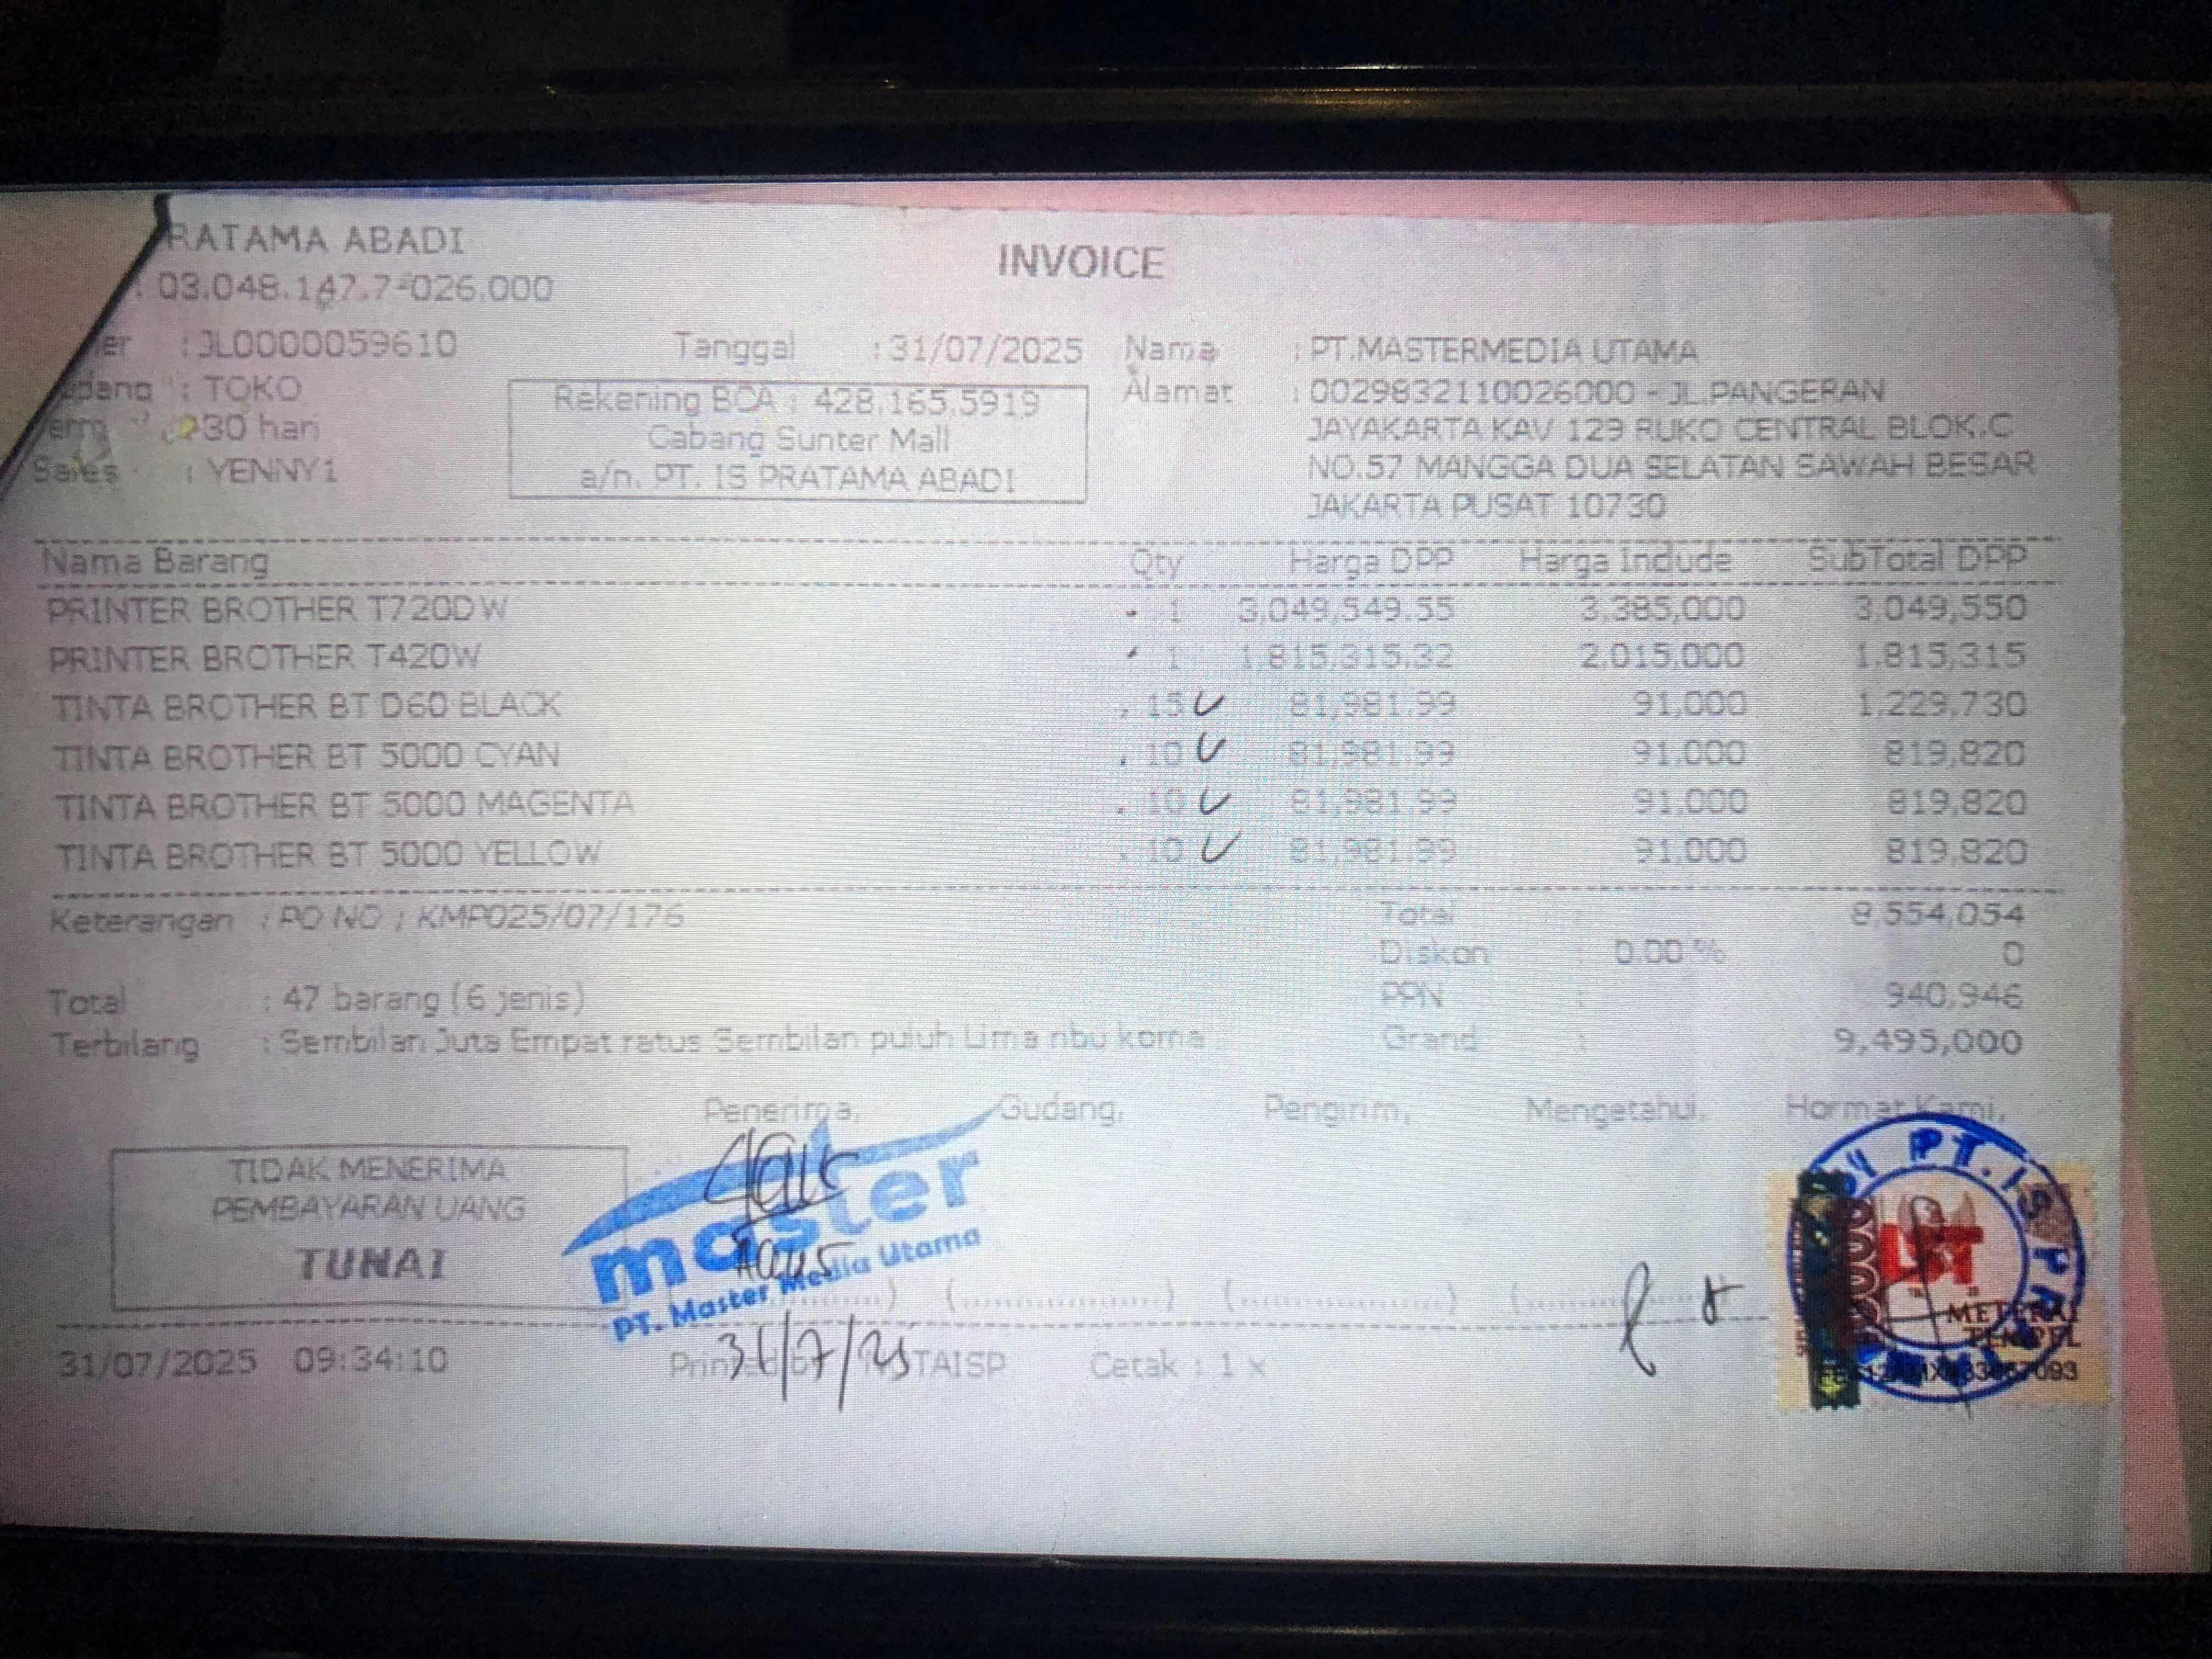 RATAMA ABADI
INVOICE
: 03.048.147.7-026.000
er : JL0000059610 Tanggal : 31/07/2025 Nama : PT.MASTERMEDIA UTAMA
dang : TOKO Rekening BCA : 428.165.5919 Alamat : 0029832110026000 - JL.PANGERAN
erm : 30 hari Cabang Sunter Mall JAYAKARTA KAV 129 RUKO CENTRAL BLOK.C
Sales : YENNY1 a/n. PT. IS PRATAMA ABADI NO.57 MANGGA DUA SELATAN SAWAH BESAR
JAKARTA PUSAT 10730
Nama Barang Qty Harga DPP Harga Include SubTotal DPP
PRINTER BROTHER T720DW 1 3,049,549.55 3,385,000 3,049,550
PRINTER BROTHER T420W 1 1,815,315.32 2,015,000 1,815,315
TINTA BROTHER BT D60 BLACK 15 81,981.99 91,000 1,229,730
TINTA BROTHER BT 5000 CYAN 10 81,981.99 91,000 819,820
TINTA BROTHER BT 5000 MAGENTA 10 81,981.99 91,000 819,820
TINTA BROTHER BT 5000 YELLOW 10 81,981.99 91,000 819,820
Keterangan : PO NO ; KMP025/07/176 Total : 8,554,054
Diskon : 0.00 % 0
Total : 47 barang (6 jenis) PPN : 940,946
Terbilang : Sembilan Juta Empat ratus Sembilan puluh Lima ribu koma Grand : 9,495,000
Penerima, Gudang, Pengirim, Mengetahui, Hormat Kami,
TIDAK MENERIMA
PEMBAYARAN UANG
TUNAI
master
Agus
PT. Master Media Utama
PT. IS PR
METERAI
TEMPEL
31/07/2025 09:34:10 31/7/25 TAISP Cetak : 1 x